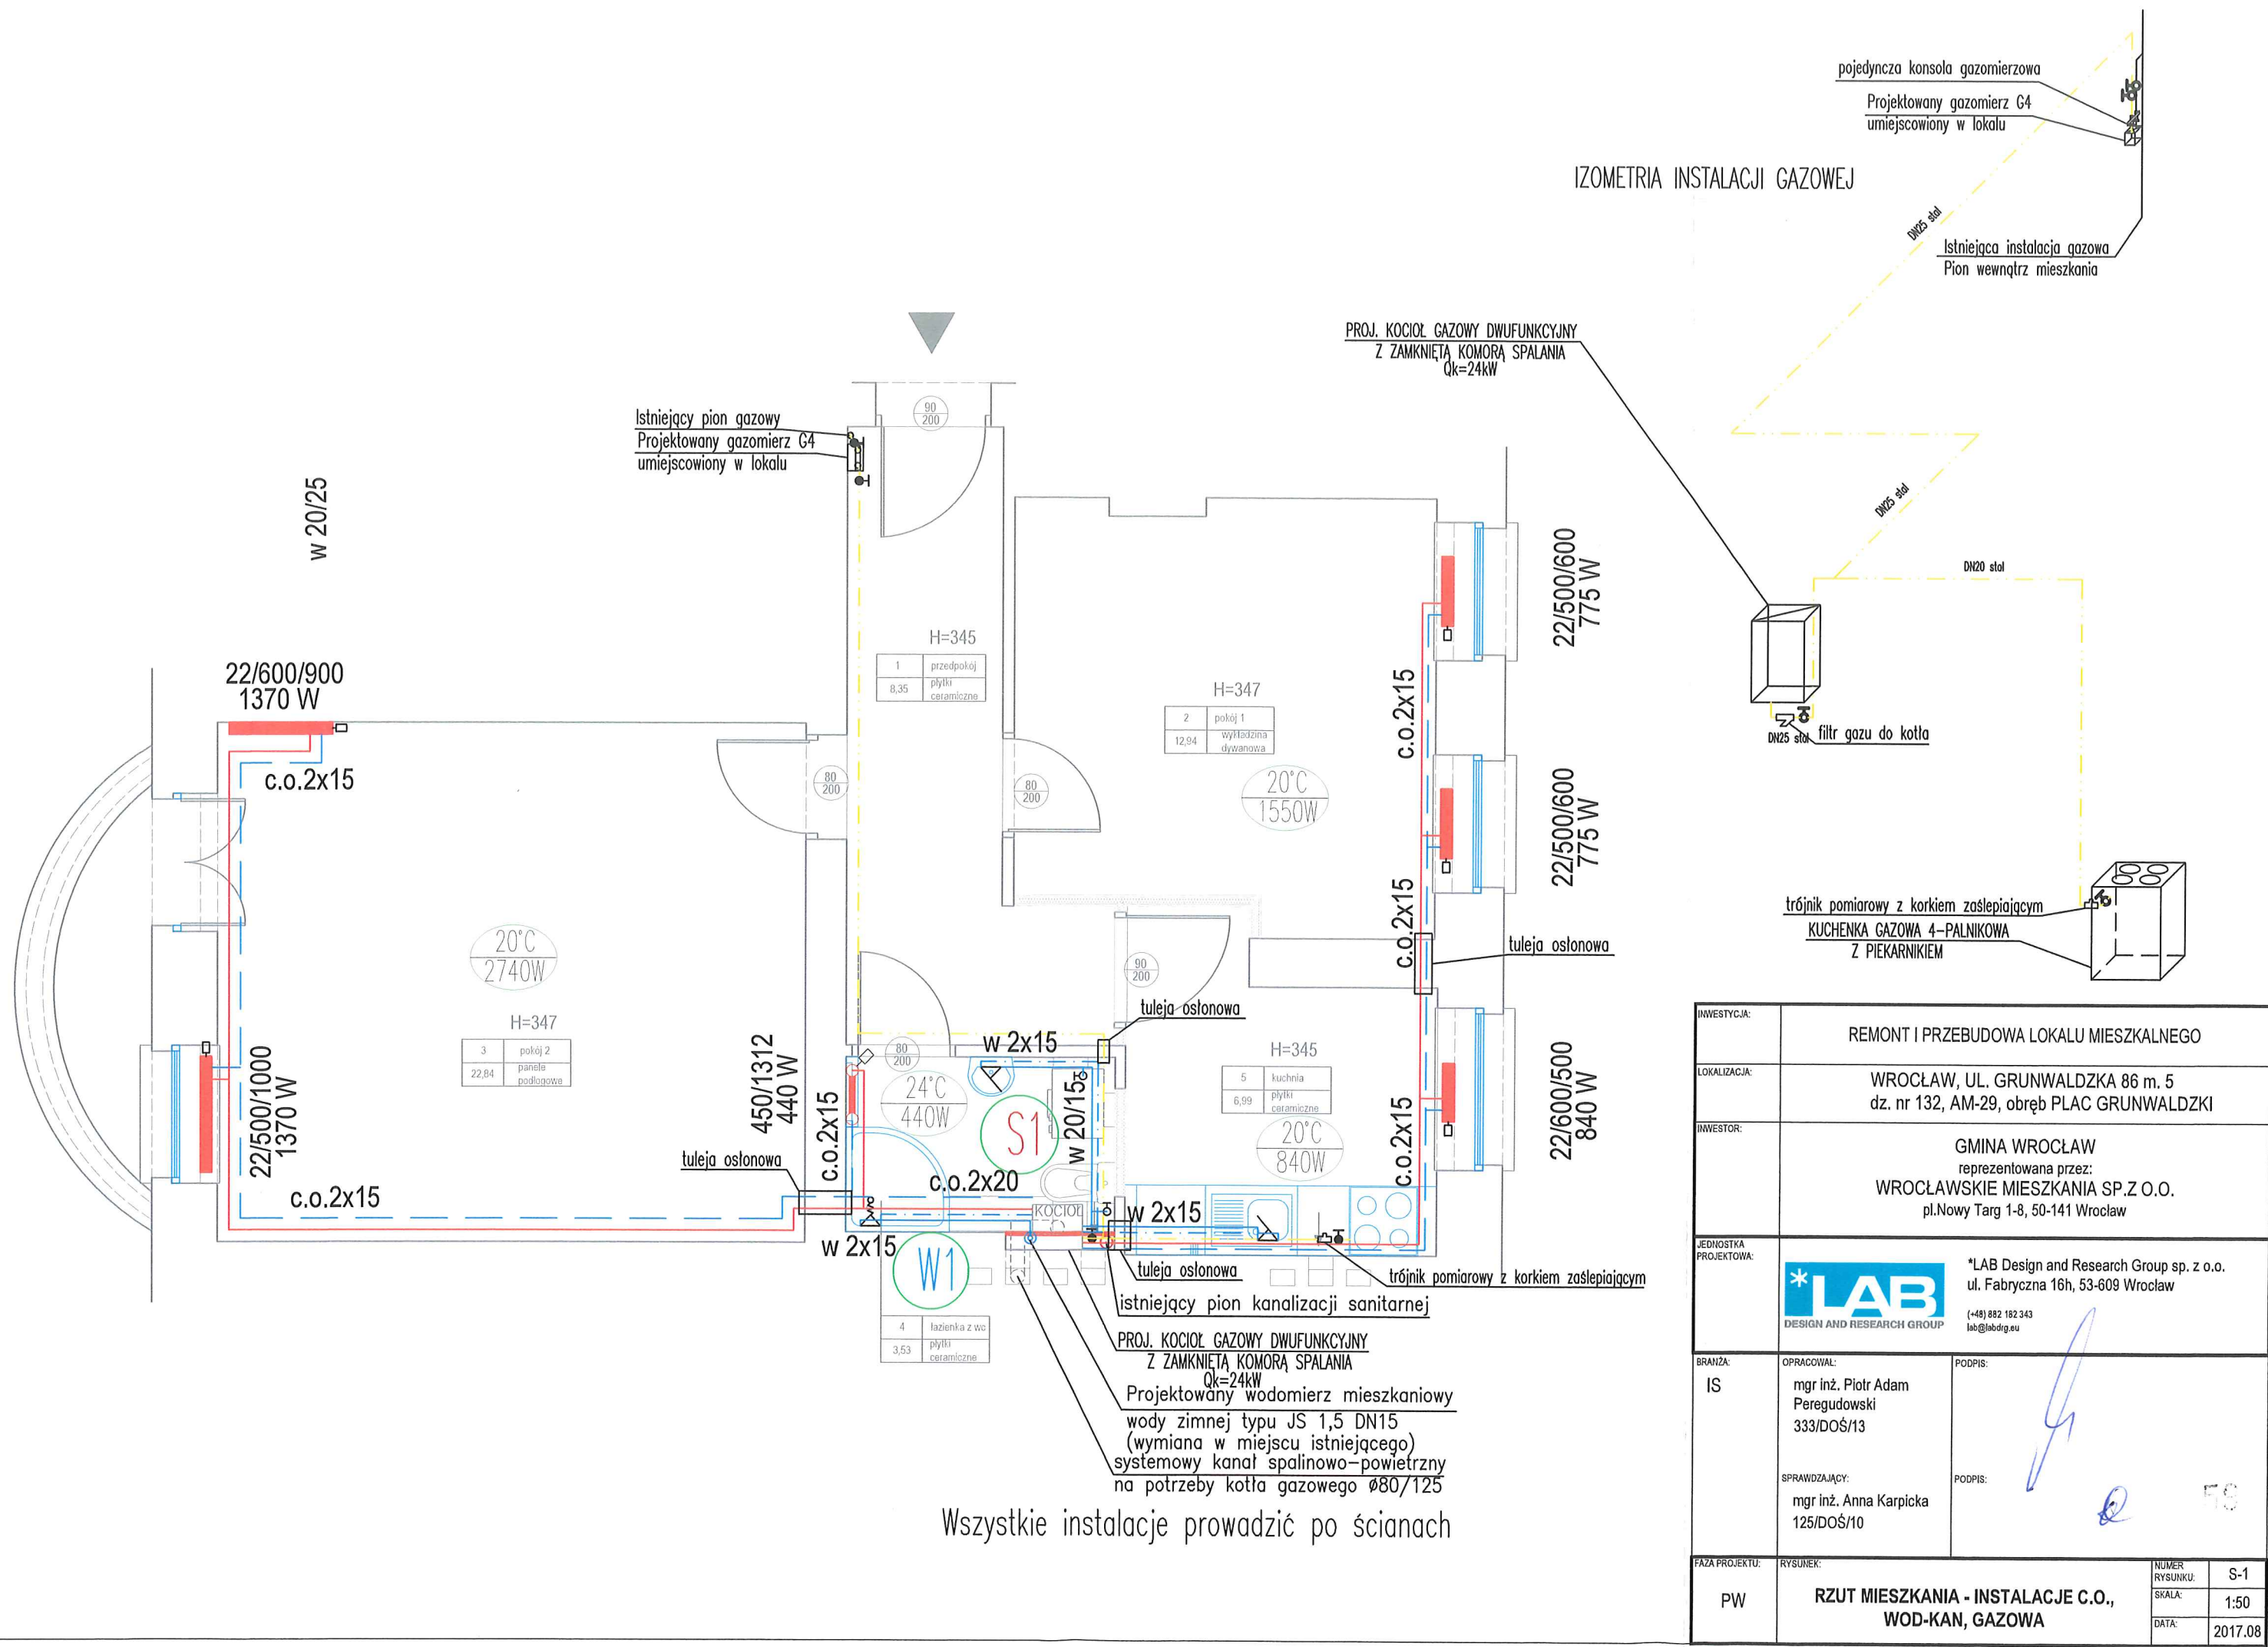 pojedyncza konsola gazomierzowa
Projektowany gazomierz G4
umiejscowiony w lokalu
IZOMETRIA INSTALACJI GAZOWEJ
DN25 stal
Istniejąca instalacja gazowa
Pion wewnątrz mieszkania
PROJ. KOCIOŁ GAZOWY DWUFUNKCYJNY
Z ZAMKNIĘTĄ KOMORĄ SPALANIA
Qk=24kW
DN25 stal
DN20 stal
DN25 stal
filtr gazu do kotła
trójnik pomiarowy z korkiem zaślepiającym
KUCHENKA GAZOWA 4-PALNIKOWA
Z PIEKARNIKIEM
90
200
Istniejący pion gazowy
Projektowany gazomierz G4
umiejscowiony w lokalu
w 20/25
22/600/900
1370 W
c.o.2x15
H=345
1 przedpokój
8,35 płytki
ceramiczne
H=347
2 pokój 1
12,94 wykładzina
dywanowa
20°C
1550W
80
200
80
200
c.o.2x15
22/500/600
775 W
22/500/600
775 W
c.o.2x15
tuleja osłonowa
90
200
20°C
2740W
H=347
3 pokój 2
22,84 panele
podłogowe
22/500/1000
1370 W
c.o.2x15
tuleja osłonowa
w 2x15
80
200
450/1312
440 W
c.o.2x15
24°C
440W
S1
w 20/15
c.o.2x20
KOCIOŁ
tuleja osłonowa
w 2x15
W1
H=345
5 kuchnia
6,99 płytki
ceramiczne
20°C
840W
c.o.2x15
22/600/500
840 W
w 2x15
tuleja osłonowa
trójnik pomiarowy z korkiem zaślepiającym
istniejący pion kanalizacji sanitarnej
4 łazienka z wc
3,53 płytki
ceramiczne
PROJ. KOCIOŁ GAZOWY DWUFUNKCYJNY
Z ZAMKNIĘTĄ KOMORĄ SPALANIA
Qk=24kW
Projektowany wodomierz mieszkaniowy
wody zimnej typu JS 1,5 DN15
(wymiana w miejscu istniejącego)
systemowy kanał spalinowo-powietrzny
na potrzeby kotła gazowego ø80/125
Wszystkie instalacje prowadzić po ścianach
INWESTYCJA:
REMONT I PRZEBUDOWA LOKALU MIESZKALNEGO
LOKALIZACJA:
WROCŁAW, UL. GRUNWALDZKA 86 m. 5
dz. nr 132, AM-29, obręb PLAC GRUNWALDZKI
INWESTOR:
GMINA WROCŁAW
reprezentowana przez:
WROCŁAWSKIE MIESZKANIA SP.Z O.O.
pl.Nowy Targ 1-8, 50-141 Wrocław
JEDNOSTKA
PROJEKTOWA:
*LAB
DESIGN AND RESEARCH GROUP
*LAB Design and Research Group sp. z o.o.
ul. Fabryczna 16h, 53-609 Wrocław
(+48) 882 182 343
lab@labdrg.eu
BRANŻA:
IS
OPRACOWAŁ:
mgr inż. Piotr Adam
Peregudowski
333/DOŚ/13
PODPIS:
SPRAWDZAJĄCY:
mgr inż. Anna Karpicka
125/DOŚ/10
PODPIS:
FAZA PROJEKTU:
PW
RYSUNEK:
RZUT MIESZKANIA - INSTALACJE C.O.,
WOD-KAN, GAZOWA
NUMER
RYSUNKU:
S-1
SKALA:
1:50
DATA:
2017.08